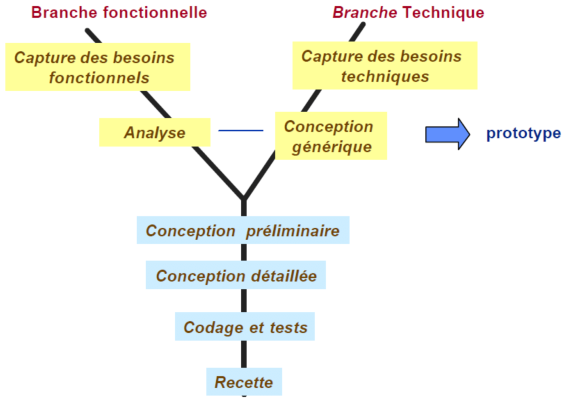 Branche fonctionnelle
Branche Technique
Capture des besoins
fonctionnels
Capture des besoins
techniques
Analyse
Conception
générique
prototype
Conception préliminaire
Conception détaillée
Codage et tests
Recette